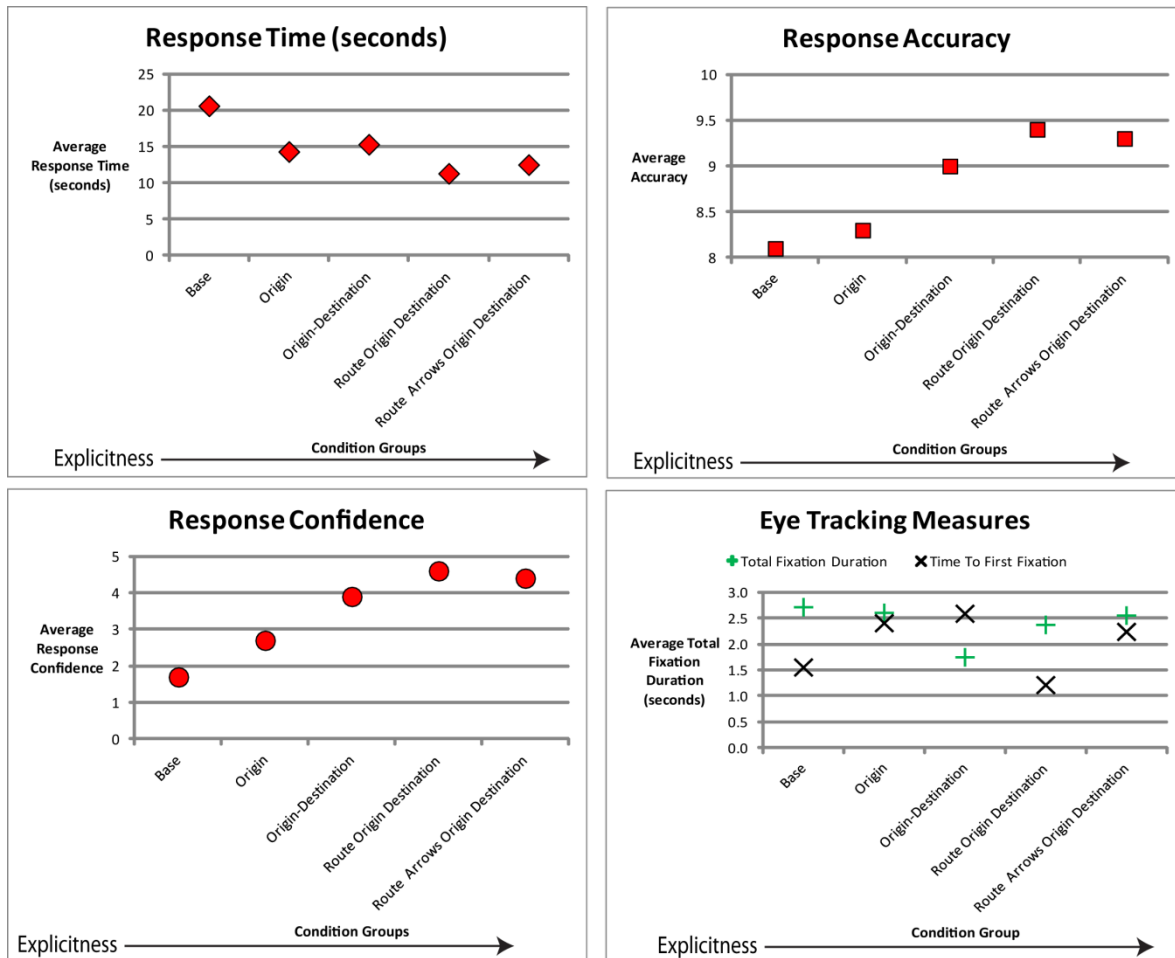 Response Time (seconds)
25
20
15
10
5
0
Average
Response Time
(seconds)
Base
Origin
Origin-Destination
Route Origin Destination
Route Arrows Origin Destination
Condition Groups
Explicitness
Response Accuracy
10
9.5
9
8.5
8
Average
Accuracy
Base
Origin
Origin-Destination
Route Origin Destination
Route Arrows Origin Destination
Condition Groups
Explicitness
Response Confidence
5
4
3
2
1
0
Average
Response
Confidence
Base
Origin
Origin-Destination
Route Origin Destination
Route Arrows Origin Destination
Condition Groups
Explicitness
Eye Tracking Measures
Total Fixation Duration
Time To First Fixation
3.0
2.5
2.0
1.5
1.0
0.5
0.0
Average Total
Fixation
Duration
(seconds)
Base
Origin
Origin-Destination
Route Origin Destination
Route Arrows Origin Destination
Condition Group
Explicitness